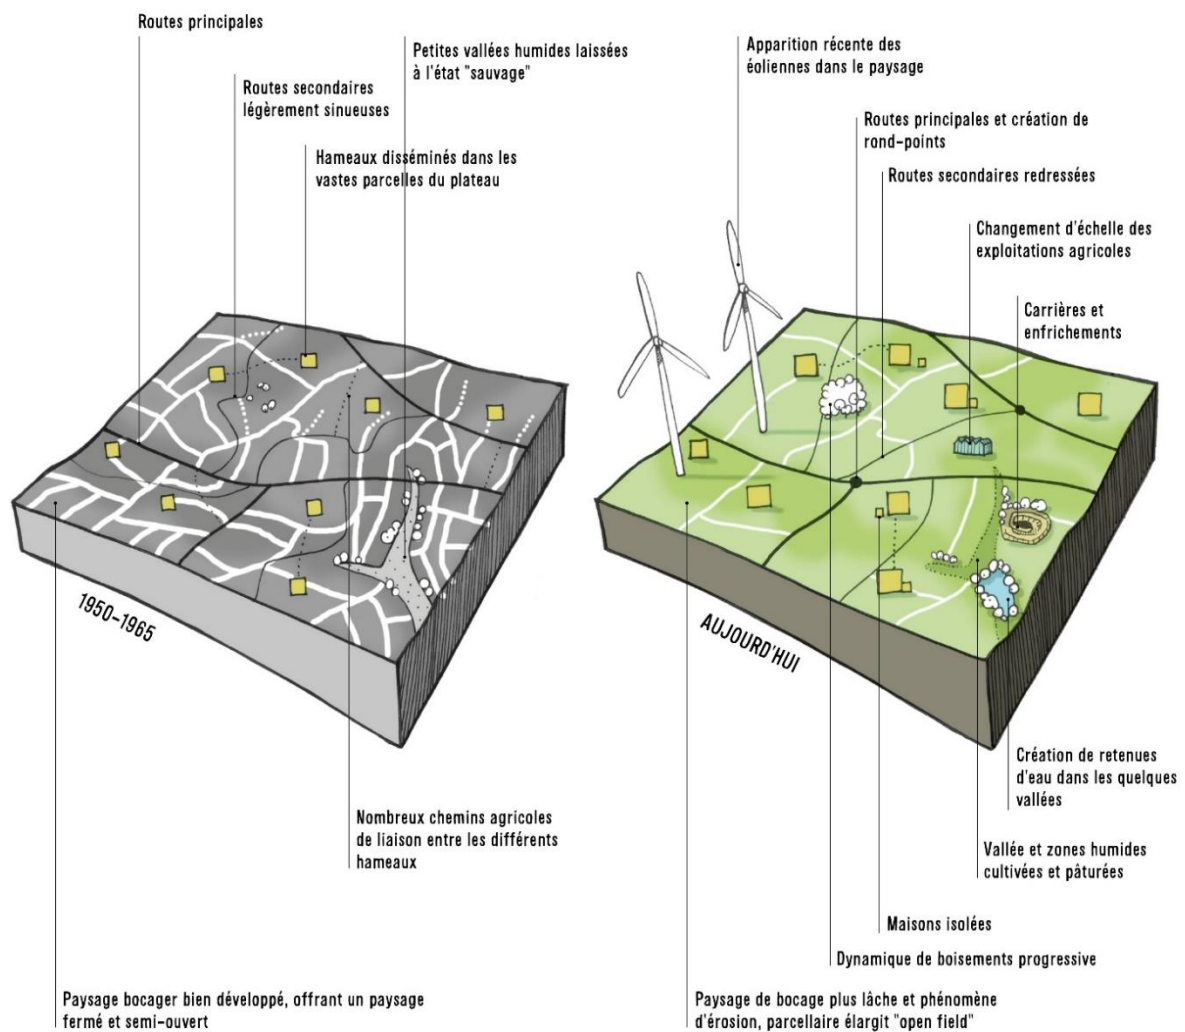 Routes principales
Routes secondaires
légèrement sinueuses
Hameaux disséminés dans les
vastes parcelles du plateau
Petites vallées humides laissées
à l'état "sauvage"
1950-1965
Nombreux chemins agricoles
de liaison entre les différents
hameaux
Paysage bocager bien développé, offrant un paysage
fermé et semi-ouvert
Apparition récente des
éoliennes dans le paysage
Routes principales et création de
rond-points
Routes secondaires redressées
Changement d'échelle des
exploitations agricoles
Carrières et
enfrichements
AUJOURD'HUI
Création de retenues
d'eau dans les quelques
vallées
Vallée et zones humides
cultivées et pâturées
Maisons isolées
Dynamique de boisements progressive
Paysage de bocage plus lâche et phénomène
d'érosion, parcellaire élargit "open field"